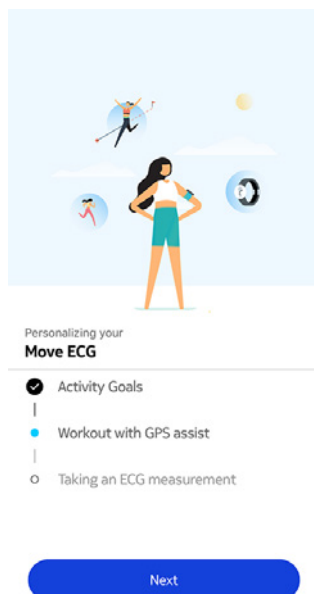 Personalizing your
Move ECG
Activity Goals
Workout with GPS assist
Taking an ECG measurement
Next